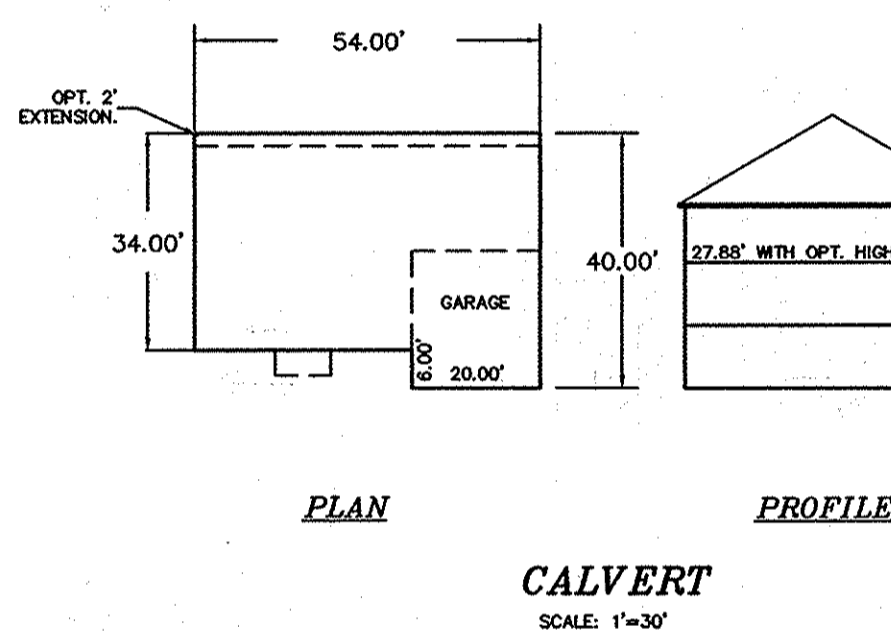 54.00'
OPT. 2'
EXTENSION.
34.00'
40.00'
27.88' WITH OPT.
GARAGE
6.00'
20.00'
PLAN
PROFILE
CALVERT
SCALE: 1'=30'